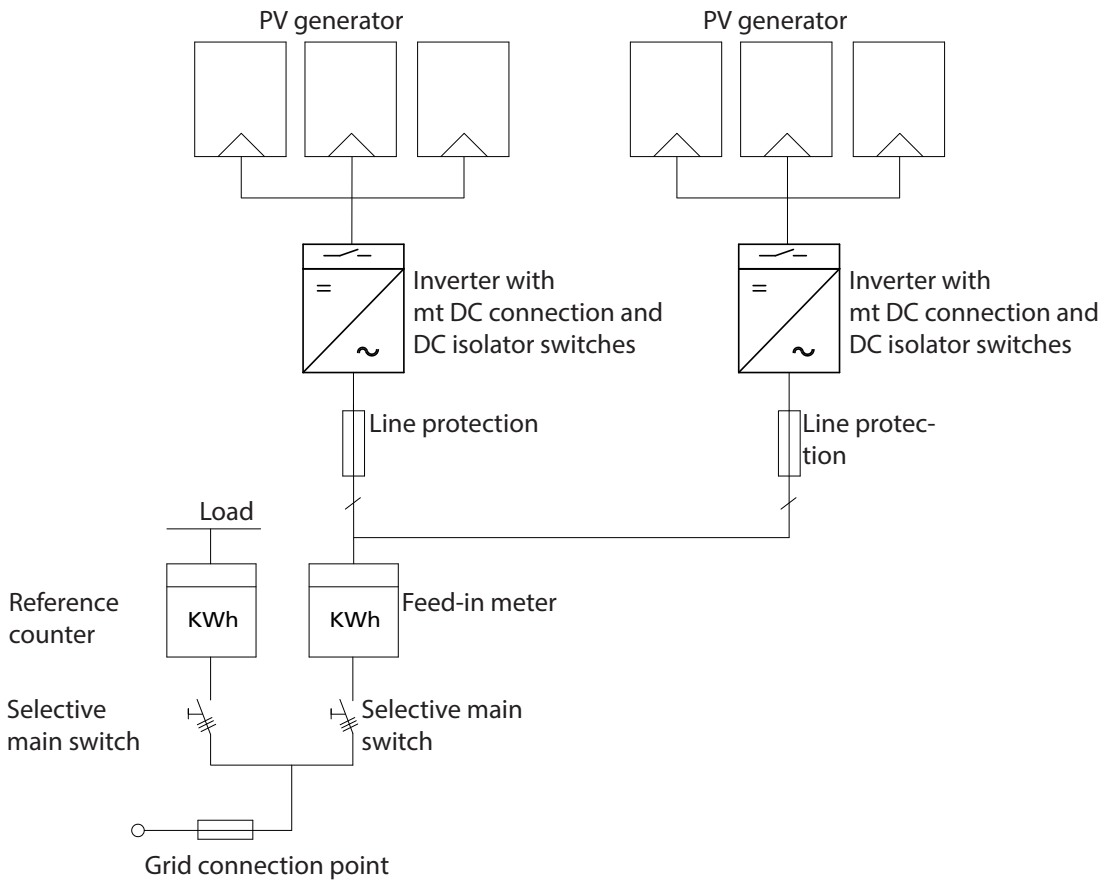 PV generator
PV generator
=
~
Inverter with
mt DC connection and
DC isolator switches
=
~
Inverter with
mt DC connection and
DC isolator switches
Line protection
Line protec-
tion
Load
Reference
counter
KWh
KWh
Feed-in meter
Selective
main switch
Selective main
switch
Grid connection point